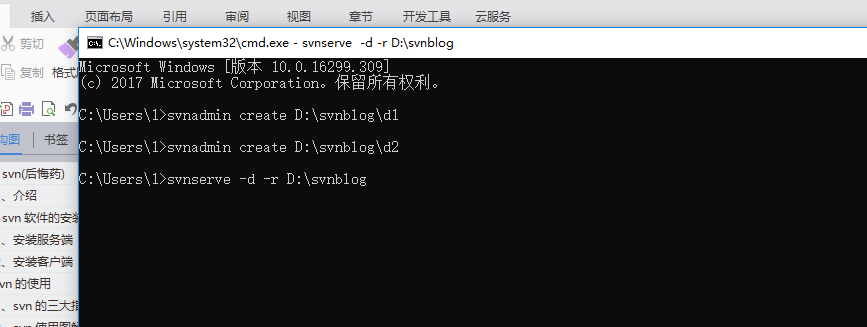 插入 页面布局 引用 审阅 视图 章节 开发工具 云服务
剪切
复制 格式
C:\Windows\system32\cmd.exe - svnserve -d -r D:\svnblog
Microsoft Windows [版本 10.0.16299.309]
(c) 2017 Microsoft Corporation。保留所有权利。
C:\Users\l>svnadmin create D:\svnblog\d1
C:\Users\l>svnadmin create D:\svnblog\d2
C:\Users\l>svnserve -d -r D:\svnblog
构图 书签
svn(后悔药)
、介绍
svn 软件的安装
、安装服务端
、安装客户端
vn 的使用
、svn 的三大指